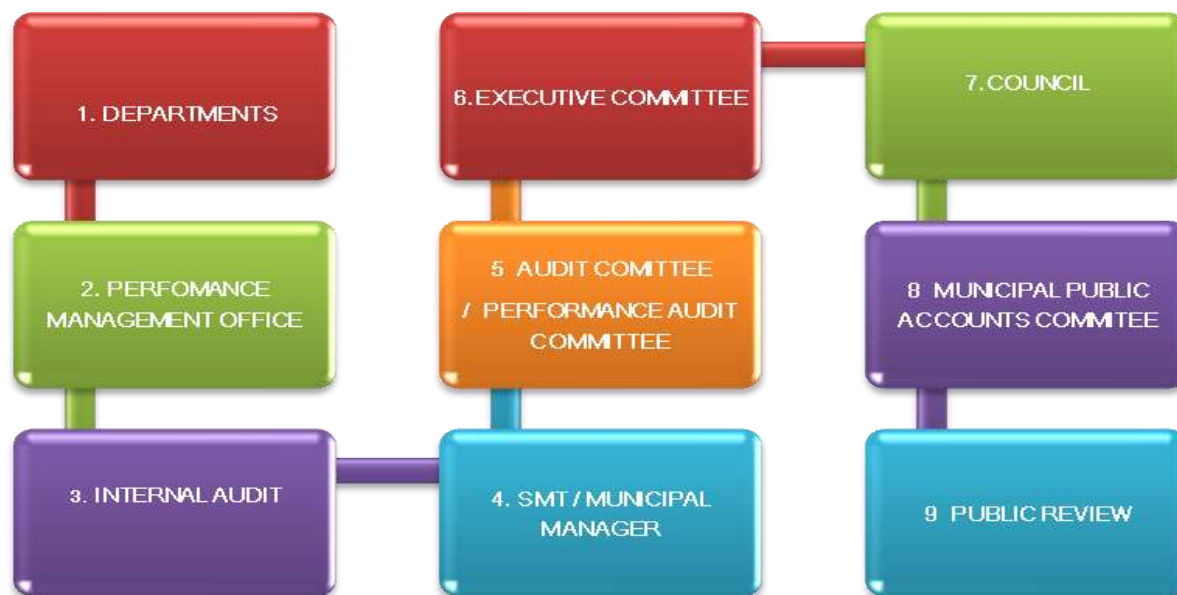 1. DEPARTMENTS
2. PERFOMANCE
MANAGEMENT OFFICE
3. INTERNAL AUDIT
4. SMT / MUNICIPAL
MANAGER
5 AUDIT COMITTEE
/ PERFORMANCE AUDIT
COMMITTEE
6.EXECUTIVE COMMITTEE
7. COUNCIL
8 MUNICIPAL PUBLIC
ACCOUNTS COMMITEE
9 PUBLIC REVIEW